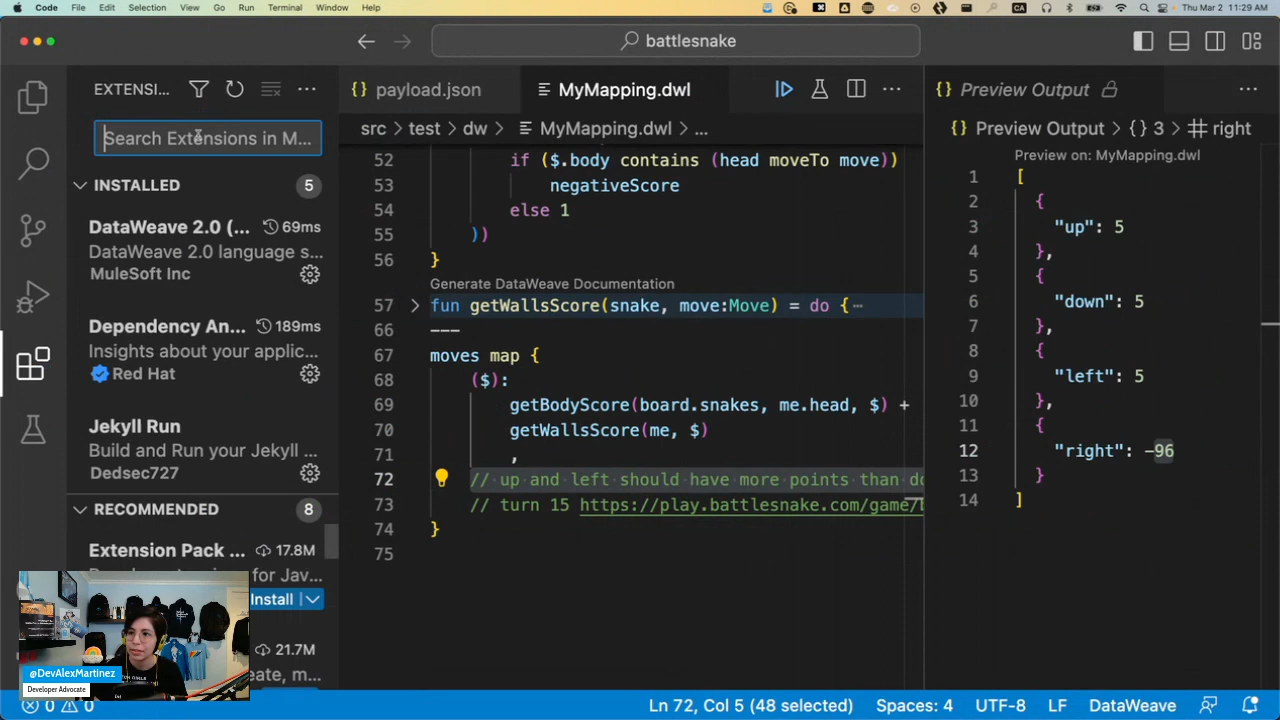 Code File Edit Selection View Go Run Terminal Window Help
CA
Thu Mar 2 11:29 AM
battlesnake
EXTENSI...
Search Extensions in M...
INSTALLED 5
DataWeave 2.0 (... 69ms
DataWeave 2.0 language s...
MuleSoft Inc
Dependency An... 189ms
Insights about your applic...
Red Hat
Jekyll Run
Build and Run your Jekyll ...
Dedsec727
RECOMMENDED 8
Extension Pack ... 17.8M
for Jav...
Install
21.7M
eate, m...
@DevAlexMartinez
Developer Advocate
{} payload.json
MyMapping.dwl
src > test > dw > MyMapping.dwl > ...
52 if ($.body contains (head moveTo move))
53 negativeScore
54 else 1
55 ))
56 }
Generate DataWeave Documentation
57 fun getWallsScore(snake, move:Move) = do {⋯
66 ---
67 moves map {
68 ($):
69 getBodyScore(board.snakes, me.head, $) +
70 getWallsScore(me, $)
71 ,
72 // up and left should have more points than do
73 // turn 15 https://play.battlesnake.com/game/
74 }
75
{} Preview Output
{} Preview Output > {} 3 > # right
Preview on: MyMapping.dwl
1 [
2 {
3 "up": 5
4 },
5 {
6 "down": 5
7 },
8 {
9 "left": 5
10 },
11 {
12 "right": -96
13 }
14 ]
0 0
Ln 72, Col 5 (48 selected) Spaces: 4 UTF-8 LF DataWeave